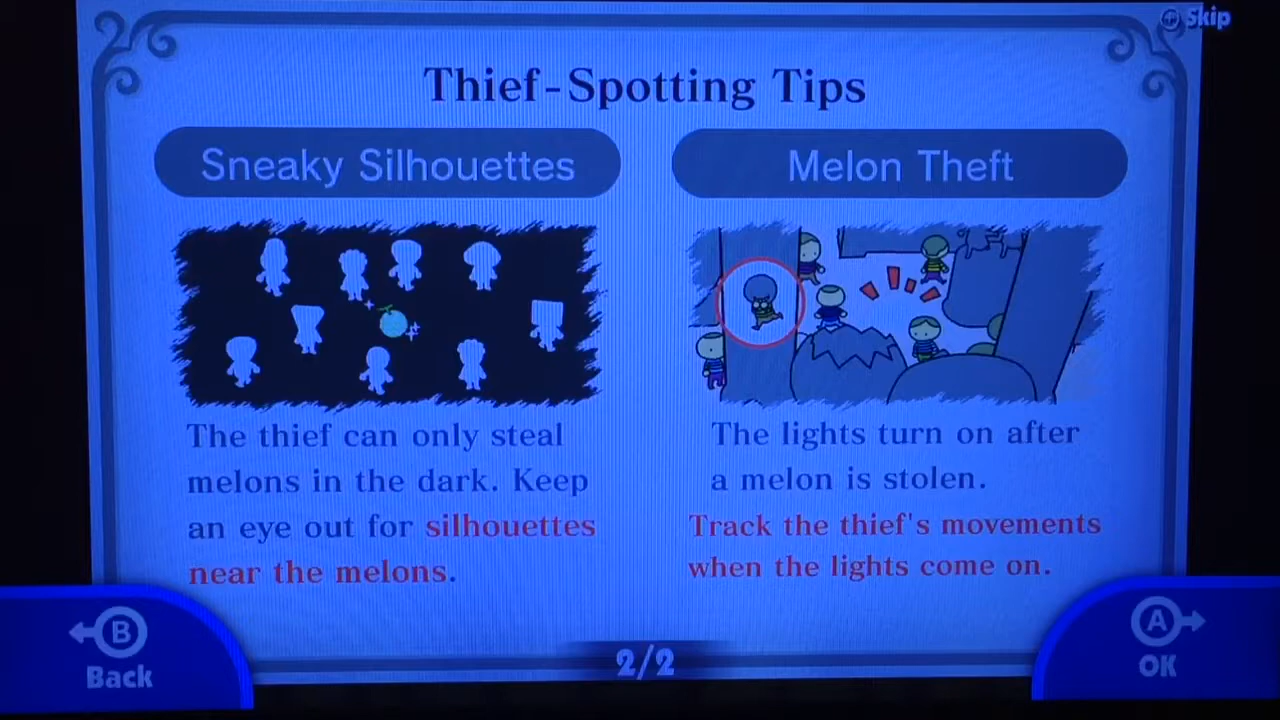 Skip
Thief-Spotting Tips
Sneaky Silhouettes
Melon Theft
The thief can only steal
melons in the dark. Keep
an eye out for silhouettes
near the melons.
The lights turn on after
a melon is stolen.
Track the thief's movements
when the lights come on.
B
Back
2/2
A
OK